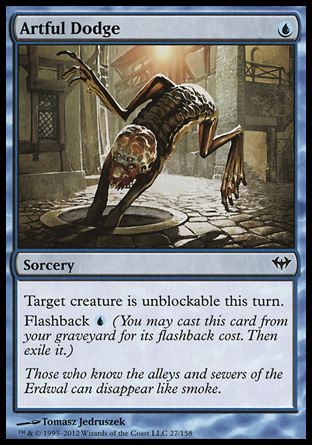 Artful Dodge
Sorcery
Target creature is unblockable this turn.
Flashback (You may cast this card from
your graveyard for its flashback cost. Then
exile it.)
Those who know the alleys and sewers of the
Erdwal can disappear like smoke.
Tomasz Jedruszek
™ & © 1993–2012 Wizards of the Coast LLC 27/158